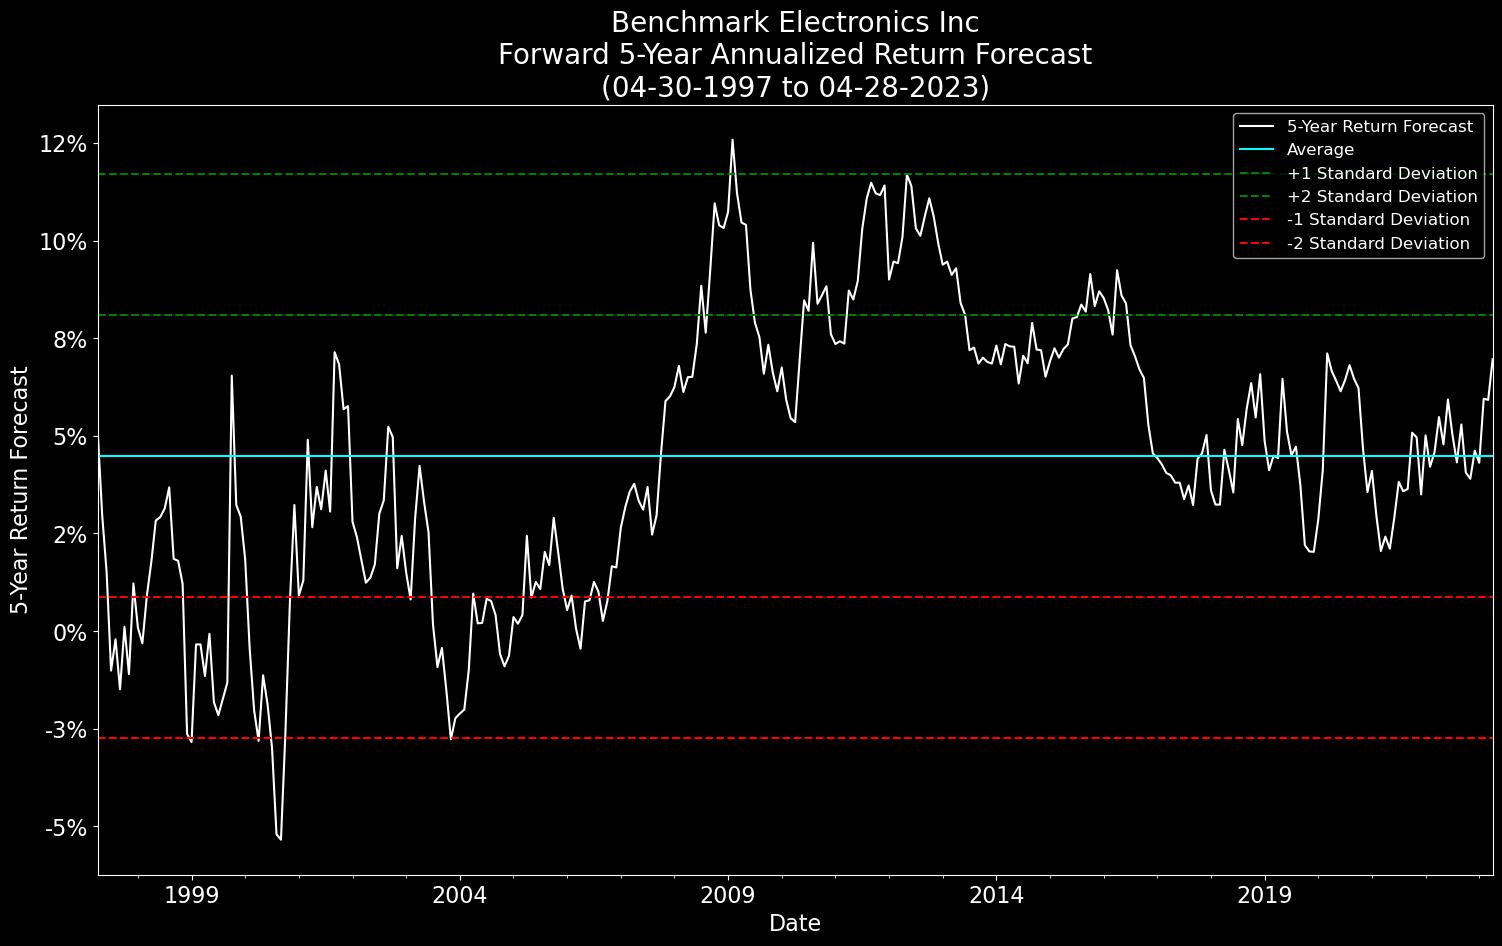 Benchmark Electronics Inc
Forward 5-Year Annualized Return Forecast
(04-30-1997 to 04-28-2023)
5-Year Return Forecast
Average
+1 Standard Deviation
+2 Standard Deviation
-1 Standard Deviation
-2 Standard Deviation
12%
10%
8%
5%
2%
0%
-3%
-5%
5-Year Return Forecast
1999 2004 2009 2014 2019
Date